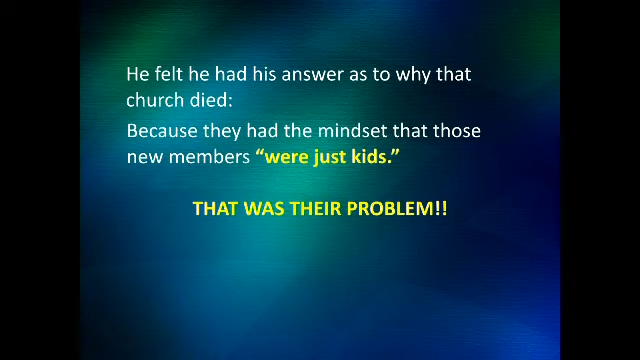 He felt he had his answer as to why that
church died:
Because they had the mindset that those
new members “were just kids.”
THAT WAS THEIR PROBLEM!!